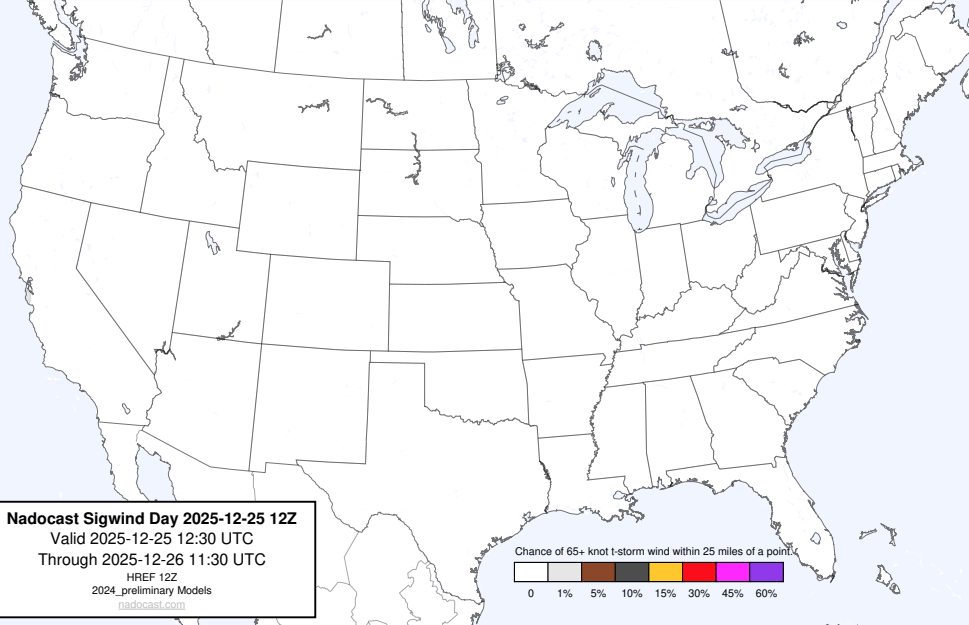 Nadocast Sigwind Day 2025-12-25 12Z
Valid 2025-12-25 12:30 UTC
Through 2025-12-26 11:30 UTC
HREF 12Z
2024_preliminary Models
nadocast.com
Chance of 65+ knot t-storm wind within 25 miles of a point.
0 1% 5% 10% 15% 30% 45% 60%